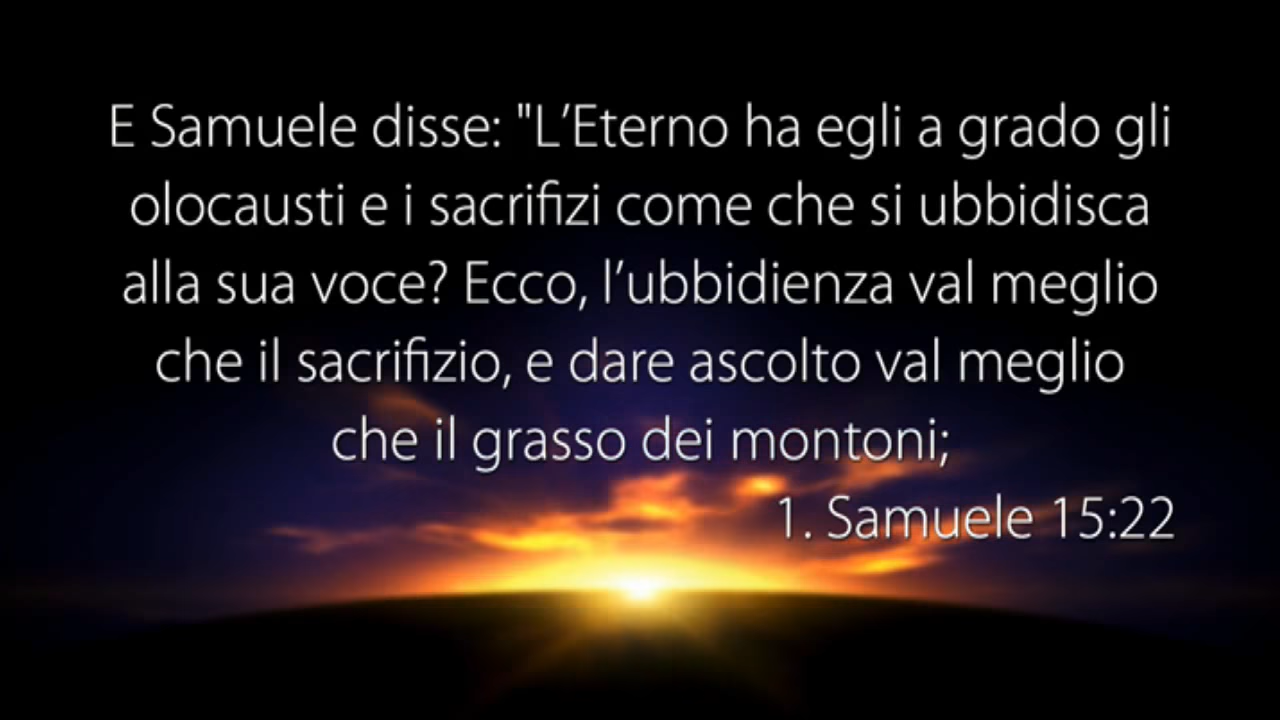 E Samuele disse: "L’Eterno ha egli a grado gli
olocausti e i sacrifizi come che si ubbidisca
alla sua voce? Ecco, l’ubbidienza val meglio
che il sacrifizio, e dare ascolto val meglio
che il grasso dei montoni;
1. Samuele 15:22